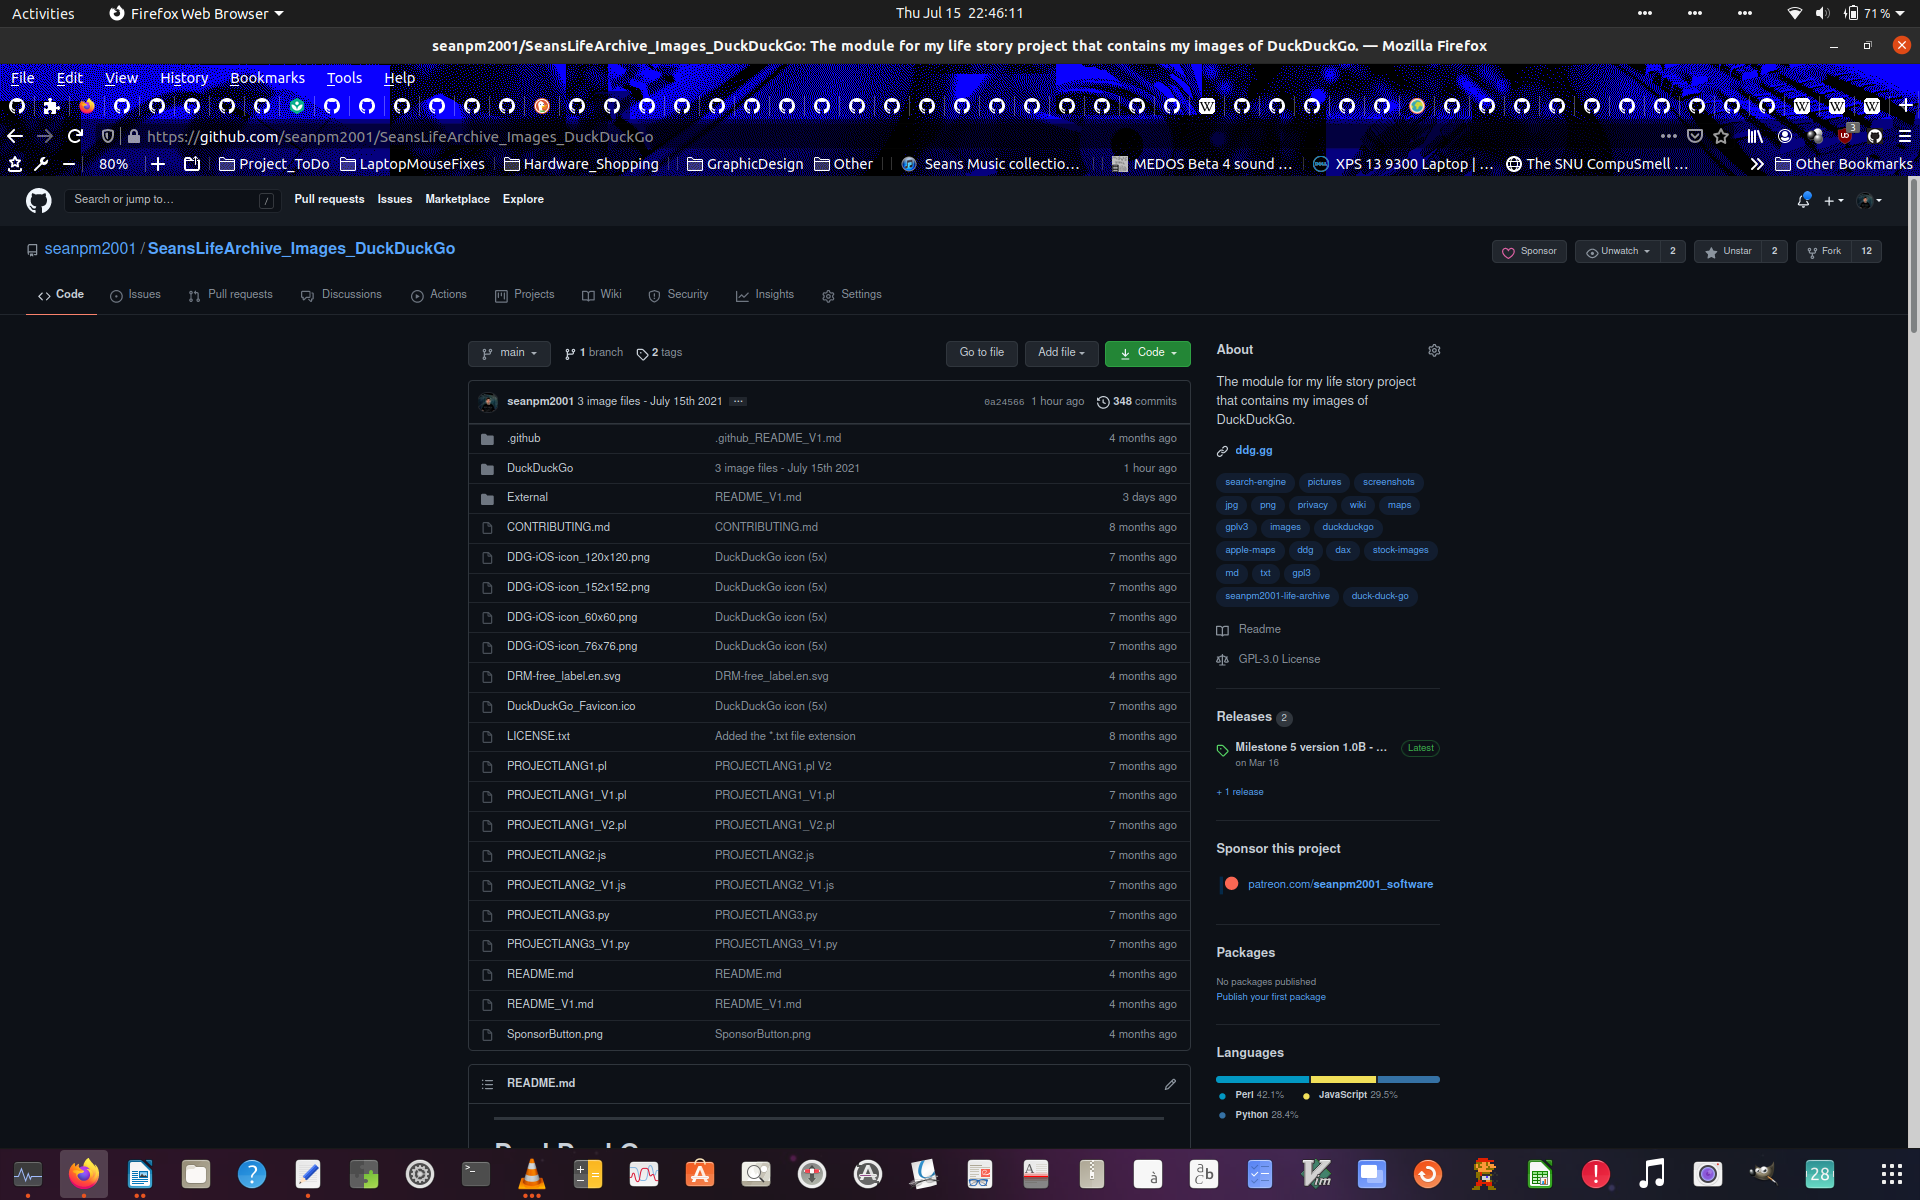 Activities Firefox Web Browser Thu Jul 15 22:46:11 71 %
seanpm2001/SeansLifeArchive_Images_DuckDuckGo: The module for my life story project that contains my images of DuckDuckGo. — Mozilla Firefox
File Edit View History Bookmarks Tools Help
https://github.com/seanpm2001/SeansLifeArchive_Images_DuckDuckGo 3
80% Project_ToDo LaptopMouseFixes Hardware_Shopping GraphicDesign Other Seans Music collectio… MEDOS Beta 4 sound … XPS 13 9300 Laptop | … The SNU CompuSmell … Other Bookmarks
Search or jump to… / Pull requests Issues Marketplace Explore
seanpm2001 / SeansLifeArchive_Images_DuckDuckGo Sponsor Unwatch 2 Unstar 2 Fork 12
Code Issues Pull requests Discussions Actions Projects Wiki Security Insights Settings
main 1 branch 2 tags Go to file Add file Code
seanpm2001 3 image files - July 15th 2021 ... 0a24566 1 hour ago 348 commits
.github .github_README_V1.md 4 months ago
DuckDuckGo 3 image files - July 15th 2021 1 hour ago
External README_V1.md 3 days ago
CONTRIBUTING.md CONTRIBUTING.md 8 months ago
DDG-iOS-icon_120x120.png DuckDuckGo icon (5x) 7 months ago
DDG-iOS-icon_152x152.png DuckDuckGo icon (5x) 7 months ago
DDG-iOS-icon_60x60.png DuckDuckGo icon (5x) 7 months ago
DDG-iOS-icon_76x76.png DuckDuckGo icon (5x) 7 months ago
DRM-free_label.en.svg DRM-free_label.en.svg 4 months ago
DuckDuckGo_Favicon.ico DuckDuckGo icon (5x) 7 months ago
LICENSE.txt Added the *.txt file extension 8 months ago
PROJECTLANG1.pl PROJECTLANG1.pl V2 7 months ago
PROJECTLANG1_V1.pl PROJECTLANG1_V1.pl 7 months ago
PROJECTLANG1_V2.pl PROJECTLANG1_V2.pl 7 months ago
PROJECTLANG2.js PROJECTLANG2.js 7 months ago
PROJECTLANG2_V1.js PROJECTLANG2_V1.js 7 months ago
PROJECTLANG3.py PROJECTLANG3.py 7 months ago
PROJECTLANG3_V1.py PROJECTLANG3_V1.py 7 months ago
README.md README.md 4 months ago
README_V1.md README_V1.md 4 months ago
SponsorButton.png SponsorButton.png 4 months ago
README.md
About
The module for my life story project
that contains my images of
DuckDuckGo.
ddg.gg
search-engine pictures screenshots
jpg png privacy wiki maps
gplv3 images duckduckgo
apple-maps ddg dax stock-images
md txt gpl3
seanpm2001-life-archive duck-duck-go
Readme
GPL-3.0 License
Releases 2
Milestone 5 version 1.0B - ... Latest
on Mar 16
+ 1 release
Sponsor this project
patreon.com/seanpm2001_software
Packages
No packages published
Publish your first package
Languages
Perl 42.1% JavaScript 29.5%
Python 28.4%
28